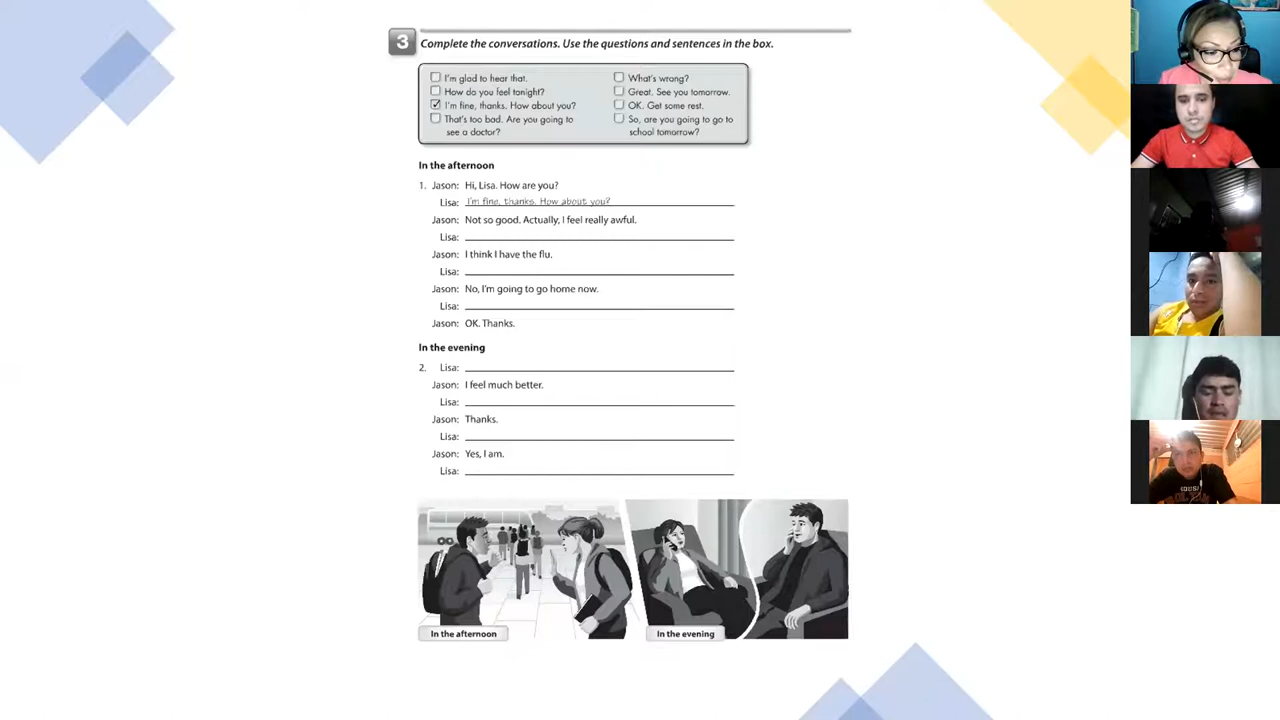 3 Complete the conversations. Use the questions and sentences in the box.
I'm glad to hear that.
How do you feel tonight?
✓ I'm fine, thanks. How about you?
That's too bad. Are you going to
see a doctor?
What's wrong?
Great. See you tomorrow.
OK. Get some rest.
So, are you going to go to
school tomorrow?
In the afternoon
1. Jason: Hi, Lisa. How are you?
Lisa: I'm fine, thanks. How about you?
Jason: Not so good. Actually, I feel really awful.
Lisa:
Jason: I think I have the flu.
Lisa:
Jason: No, I'm going to go home now.
Lisa:
Jason: OK. Thanks.
In the evening
2. Lisa:
Jason: I feel much better.
Lisa:
Jason: Thanks.
Lisa:
Jason: Yes, I am.
Lisa:
In the afternoon
In the evening